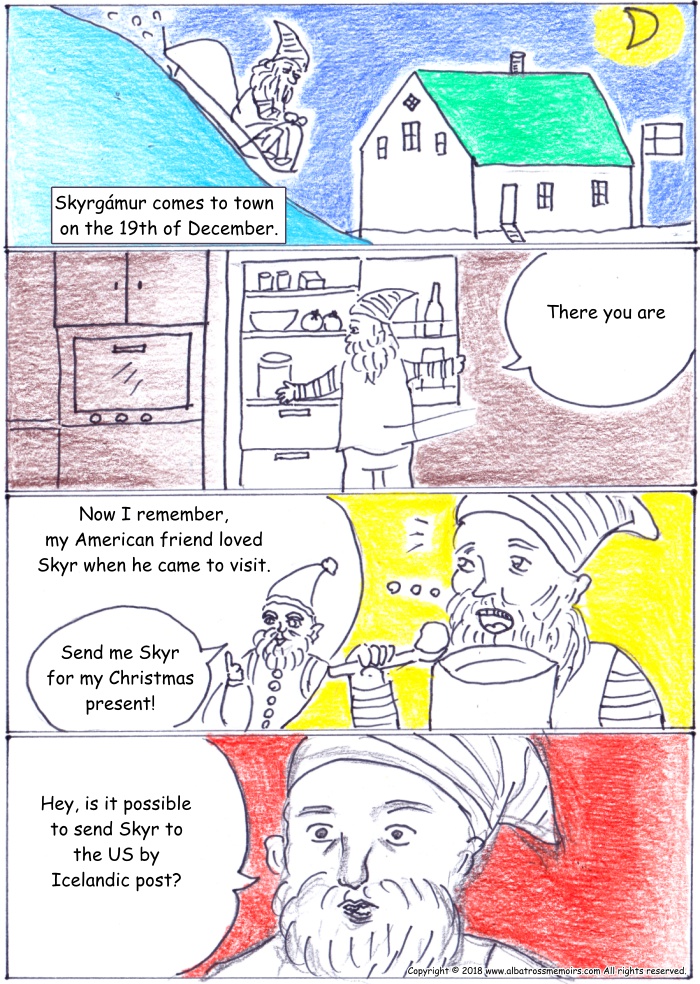 Skyrgámur comes to town
on the 19th of December.
There you are
Now I remember,
my American friend loved
Skyr when he came to visit.
Send me Skyr
for my Christmas
present!
Hey, is it possible
to send Skyr to
the US by
Icelandic post?
Copyright © 2018 www.albatrossmemoirs.com All rights reserved.